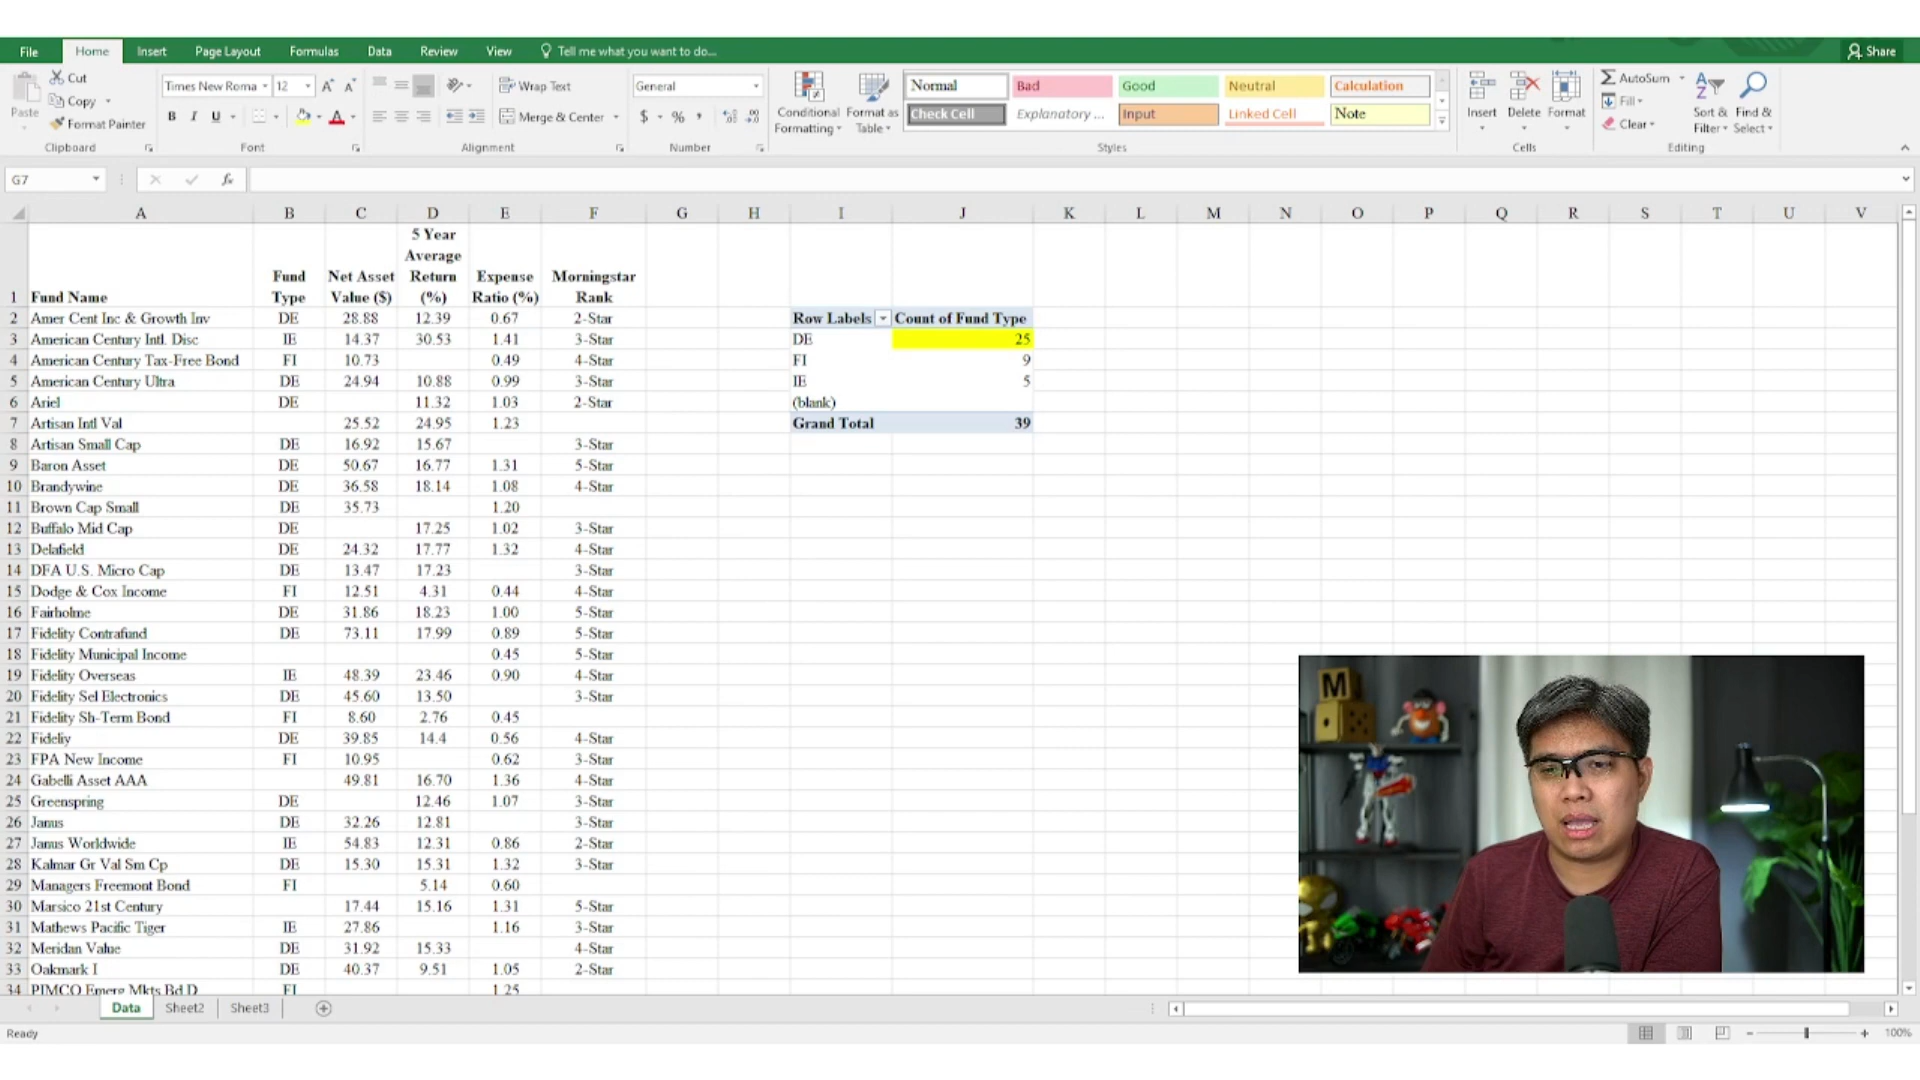 File Home Insert Page Layout Formulas Data Review View Tell me what you want to do... Share
Paste Cut Copy Format Painter Clipboard
Times New Roma 12 B I U Font
Wrap Text Merge & Center Alignment
General $ % , Number
Conditional Formatting Format as Table
Normal Bad Good Neutral Calculation
Check Cell Explanatory ... Input Linked Cell Note
Styles
Insert Delete Format Cells
AutoSum Fill Clear Sort & Filter Find & Select Editing
G7 fx
A B C D E F G H I J K L M N O P Q R S T U V
1 Fund Name Fund Type Net Asset Value ($) 5 Year Average Return (%) Expense Ratio (%) Morningstar Rank
2 Amer Cent Inc & Growth Inv DE 28.88 12.39 0.67 2-Star Row Labels Count of Fund Type
3 American Century Intl. Disc IE 14.37 30.53 1.41 3-Star DE 25
4 American Century Tax-Free Bond FI 10.73 0.49 4-Star FI 9
5 American Century Ultra DE 24.94 10.88 0.99 3-Star IE 5
6 Ariel DE 11.32 1.03 2-Star (blank)
7 Artisan Intl Val 25.52 24.95 1.23 Grand Total 39
8 Artisan Small Cap DE 16.92 15.67 3-Star
9 Baron Asset DE 50.67 16.77 1.31 5-Star
10 Brandywine DE 36.58 18.14 1.08 4-Star
11 Brown Cap Small DE 35.73 1.20
12 Buffalo Mid Cap DE 17.25 1.02 3-Star
13 Delafield DE 24.32 17.77 1.32 4-Star
14 DFA U.S. Micro Cap DE 13.47 17.23 3-Star
15 Dodge & Cox Income FI 12.51 4.31 0.44 4-Star
16 Fairholme DE 31.86 18.23 1.00 5-Star
17 Fidelity Contrafund DE 73.11 17.99 0.89 5-Star
18 Fidelity Municipal Income 0.45 5-Star
19 Fidelity Overseas IE 48.39 23.46 0.90 4-Star
20 Fidelity Sel Electronics DE 45.60 13.50 3-Star
21 Fidelity Sh-Term Bond FI 8.60 2.76 0.45
22 Fideliy DE 39.85 14.4 0.56 4-Star
23 FPA New Income FI 10.95 0.62 3-Star
24 Gabelli Asset AAA 49.81 16.70 1.36 4-Star
25 Greenspring DE 12.46 1.07 3-Star
26 Janus DE 32.26 12.81 3-Star
27 Janus Worldwide IE 54.83 12.31 0.86 2-Star
28 Kalmar Gr Val Sm Cp DE 15.30 15.31 1.32 3-Star
29 Managers Freemont Bond FI 5.14 0.60
30 Marsico 21st Century 17.44 15.16 1.31 5-Star
31 Mathews Pacific Tiger IE 27.86 1.16 3-Star
32 Meridan Value DE 31.92 15.33 4-Star
33 Oakmark I DE 40.37 9.51 1.05 2-Star
34 PIMCO Emerg Mkts Bd D FI 1.25
Data Sheet2 Sheet3
Ready 100%
M